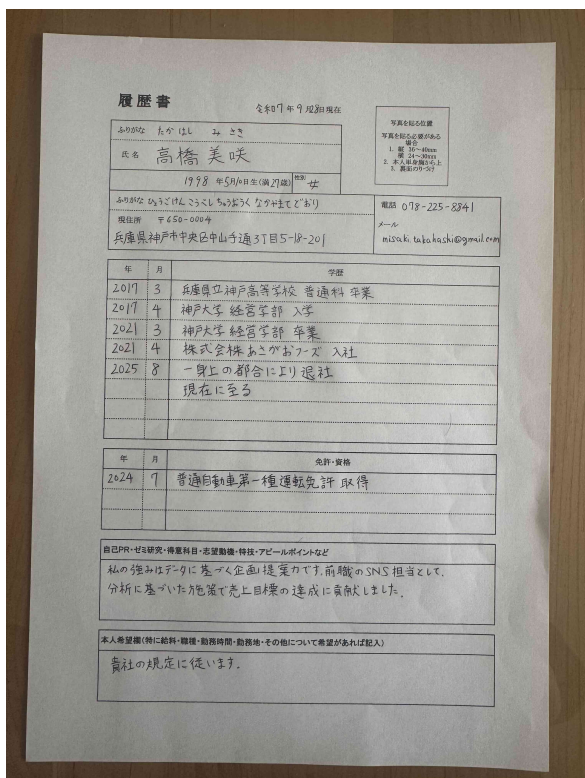 履歴書
令和7年9月28日現在
写真を貼る位置
写真を貼る必要がある
場合
1. 縦 36～40mm
横 24～30mm
2. 本人単身胸から上
3. 裏面のりづけ
ふりがな たかはし みさき
氏名 高橋美咲
1998年5月10日生(満27歳) 性別 女
ふりがな ひょうごけん こうべし ちゅうおうく なかやまてどおり
現住所 〒650-0004
兵庫県神戸市中央区中山手通3丁目5-18-201
電話 078-225-8841
メール
misaki.takahashi@gmail.com
年 月 学歴
2017 3 兵庫県立神戸高等学校 普通科 卒業
2017 4 神戸大学 経営学部 入学
2021 3 神戸大学 経営学部 卒業
2021 4 株式会社株あさがおフーズ 入社
2025 8 一身上の都合により退社
現在に至る
年 月 免許・資格
2024 7 普通自動車第一種運転免許 取得
自己PR・ゼミ研究・得意科目・志望動機・特技・アピールポイントなど
私の強みはデータに基づく企画提案力です。前職のSNS担当として、
分析に基づいた施策で売上目標の達成に貢献しました。
本人希望欄(特に給料・職種・勤務時間・勤務地・その他について希望があれば記入)
貴社の規定に従います。